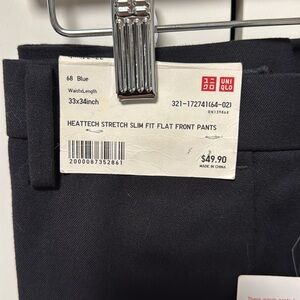 68 Blue
UNI
QLO
Waist×Length
33x34inch
321-172741(64-02)
RN139468
HEATTECH STRETCH SLIM FIT FLAT FRONT PANTS
2000087352861
$49.90
MADE IN CHINA